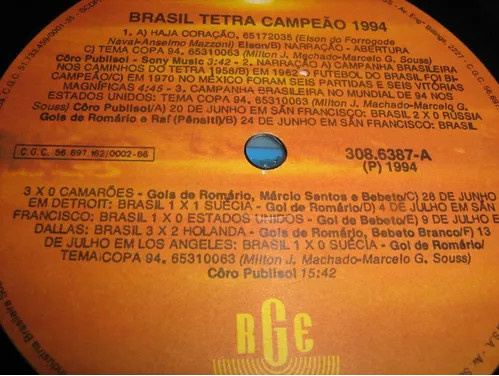 BRASIL TETRA CAMPEÃO 1994
1. A) HAJA CORAÇÃO, 65172035 (Elson do Forrogode
Naval-Anselmo Mazzoni) Elson/B) NARRAÇÃO - ABERTURA
C) TEMA COPA 94, 65310063 (Milton J. Machado-Marcelo G. Souss)
Côro Publisol - Sony Music 3:42 - 2. NARRAÇÃO A) CAMPANHA BRASILEIRA
NOS CAMINHOS DO TETRA 1958/B) EM 1962 O FUTEBOL DO BRASIL FOI BI-
CAMPEÃO/C) EM 1970 NO MÉXICO FORAM SEIS PARTIDAS E SEIS VITÓRIAS
MAGNÍFICAS 4:45 - 3. CAMPANHA BRASILEIRA NO MUNDIAL DE 94 NOS
ESTADOS UNIDOS: TEMA COPA 94, 65310063 (Milton J. Machado-Marcelo G.
Souss) Côro Publisol/A) 20 DE JUNHO EM SÃN FRANCISCO: BRASIL 2 X 0 RÚSSIA
Gols de Romário e Raí (Pênalti)/B) 24 DE JUNHO EM SÃN FRANCISCO: BRASIL
C.G.C. 56 697 162/0002-66
308.6387-A
(P) 1994
3 X 0 CAMARÕES - Gols de Romário, Márcio Santos e Bebeto/C) 28 DE JUNHO
EM DETROIT: BRASIL 1 X 1 SUÉCIA - Gol de Romário/D) 4 DE JULHO EM SÃN
FRANCISCO: BRASIL 1 X 0 ESTADOS UNIDOS - Gol de Bebeto/E) 9 DE JULHO EM
DALLAS: BRASIL 3 X 2 HOLANDA - Gols de Romário, Bebeto Branco/F) 13
DE JULHO EM LOS ANGELES: BRASIL 1 X 0 SUÉCIA - Gol de Romário/
TEMA COPA 94, 65310063 (Milton J. Machado-Marcelo G. Souss)
Côro Publisol 15:42
RGE